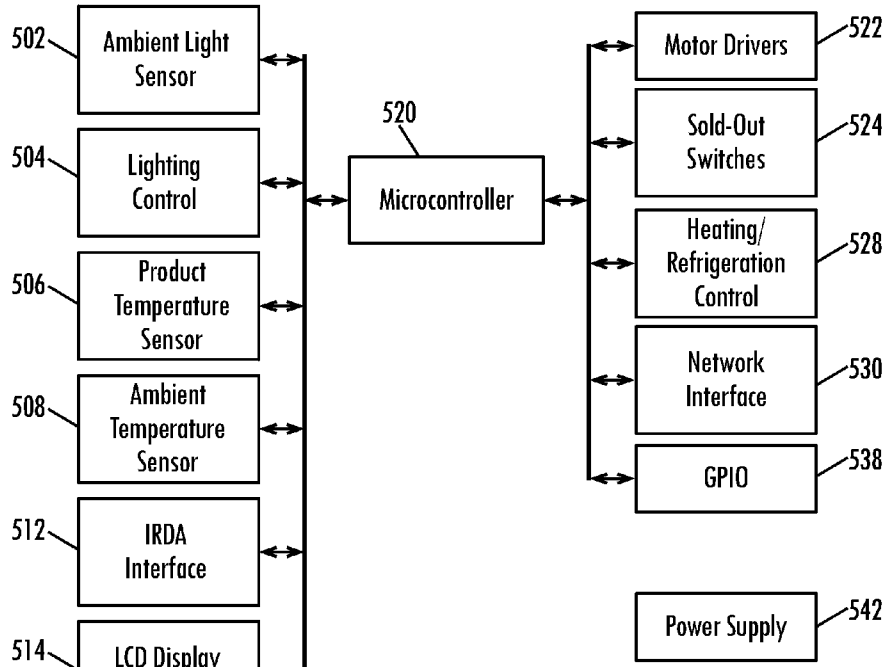 502
Ambient Light
Sensor
504
Lighting
Control
506
Product
Temperature
Sensor
508
Ambient
Temperature
Sensor
512
IRDA
Interface
514
LCD Display
520
Microcontroller
Motor Drivers
522
Sold-Out
Switches
524
Heating/
Refrigeration
Control
528
Network
Interface
530
GPIO
538
Power Supply
542